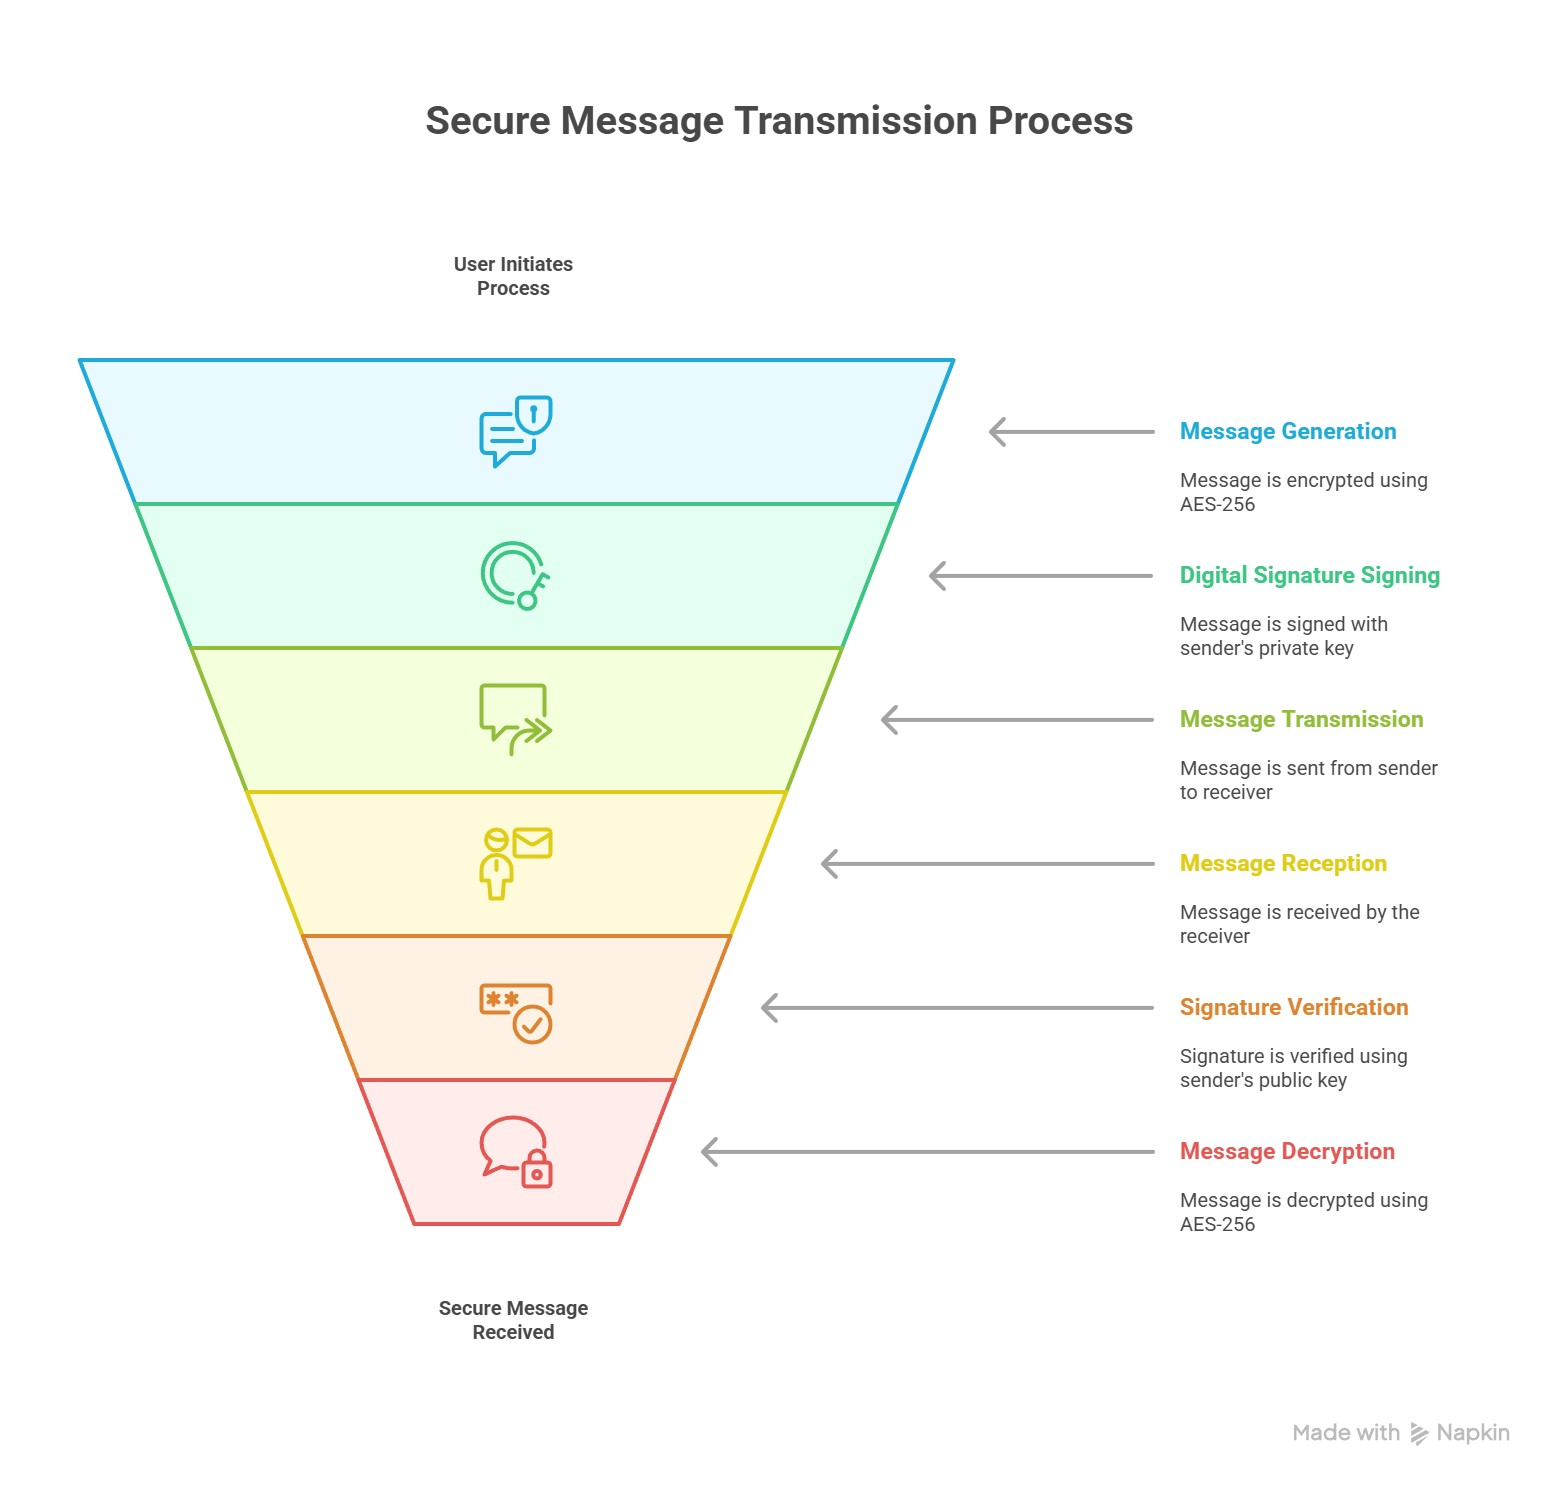 Secure Message Transmission Process
User Initiates
Process
Message Generation
Message is encrypted using
AES-256
Digital Signature Signing
Message is signed with
sender's private key
Message Transmission
Message is sent from sender
to receiver
Message Reception
Message is received by the
receiver
**
Signature Verification
Signature is verified using
sender's public key
Message Decryption
Message is decrypted using
AES-256
Secure Message
Received
Made with Napkin